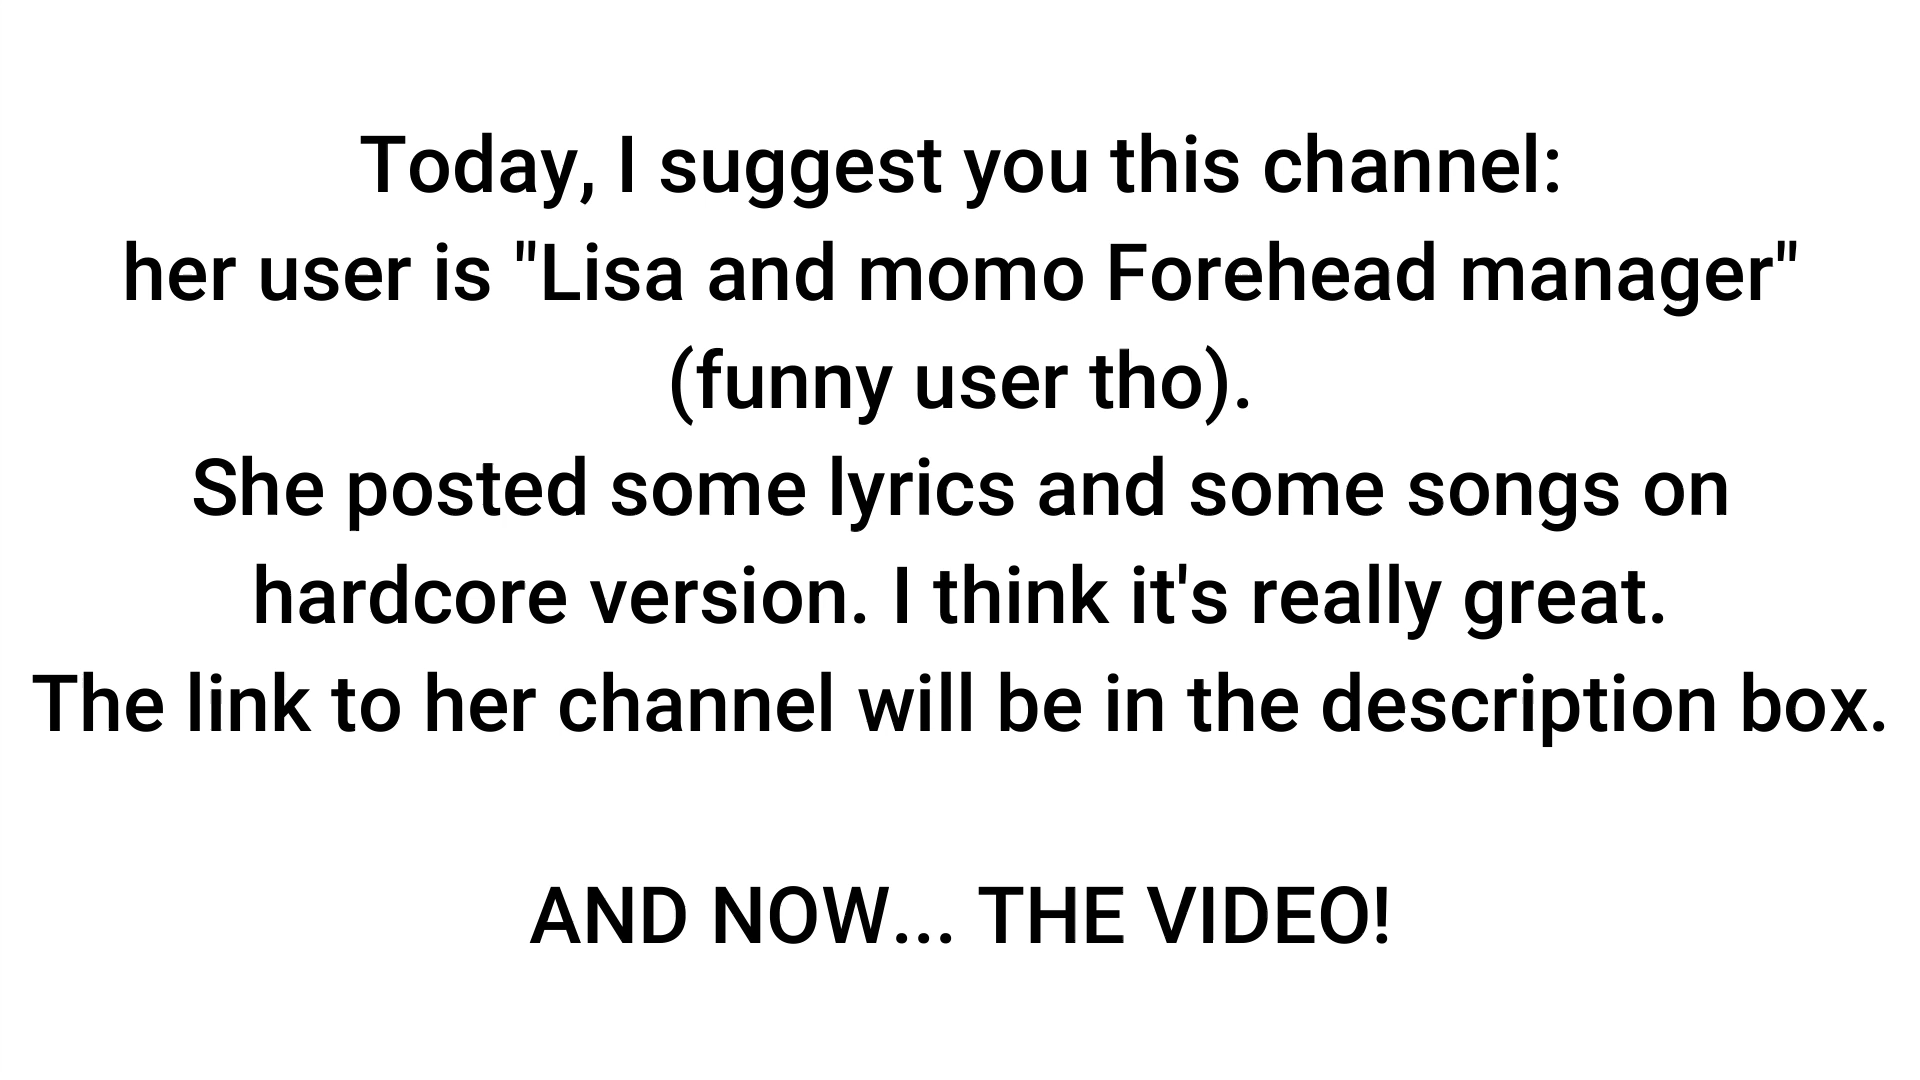 Today, I suggest you this channel:
her user is "Lisa and momo Forehead manager"
(funny user tho).
She posted some lyrics and some songs on
hardcore version. I think it's really great.
The link to her channel will be in the description box.
AND NOW... THE VIDEO!